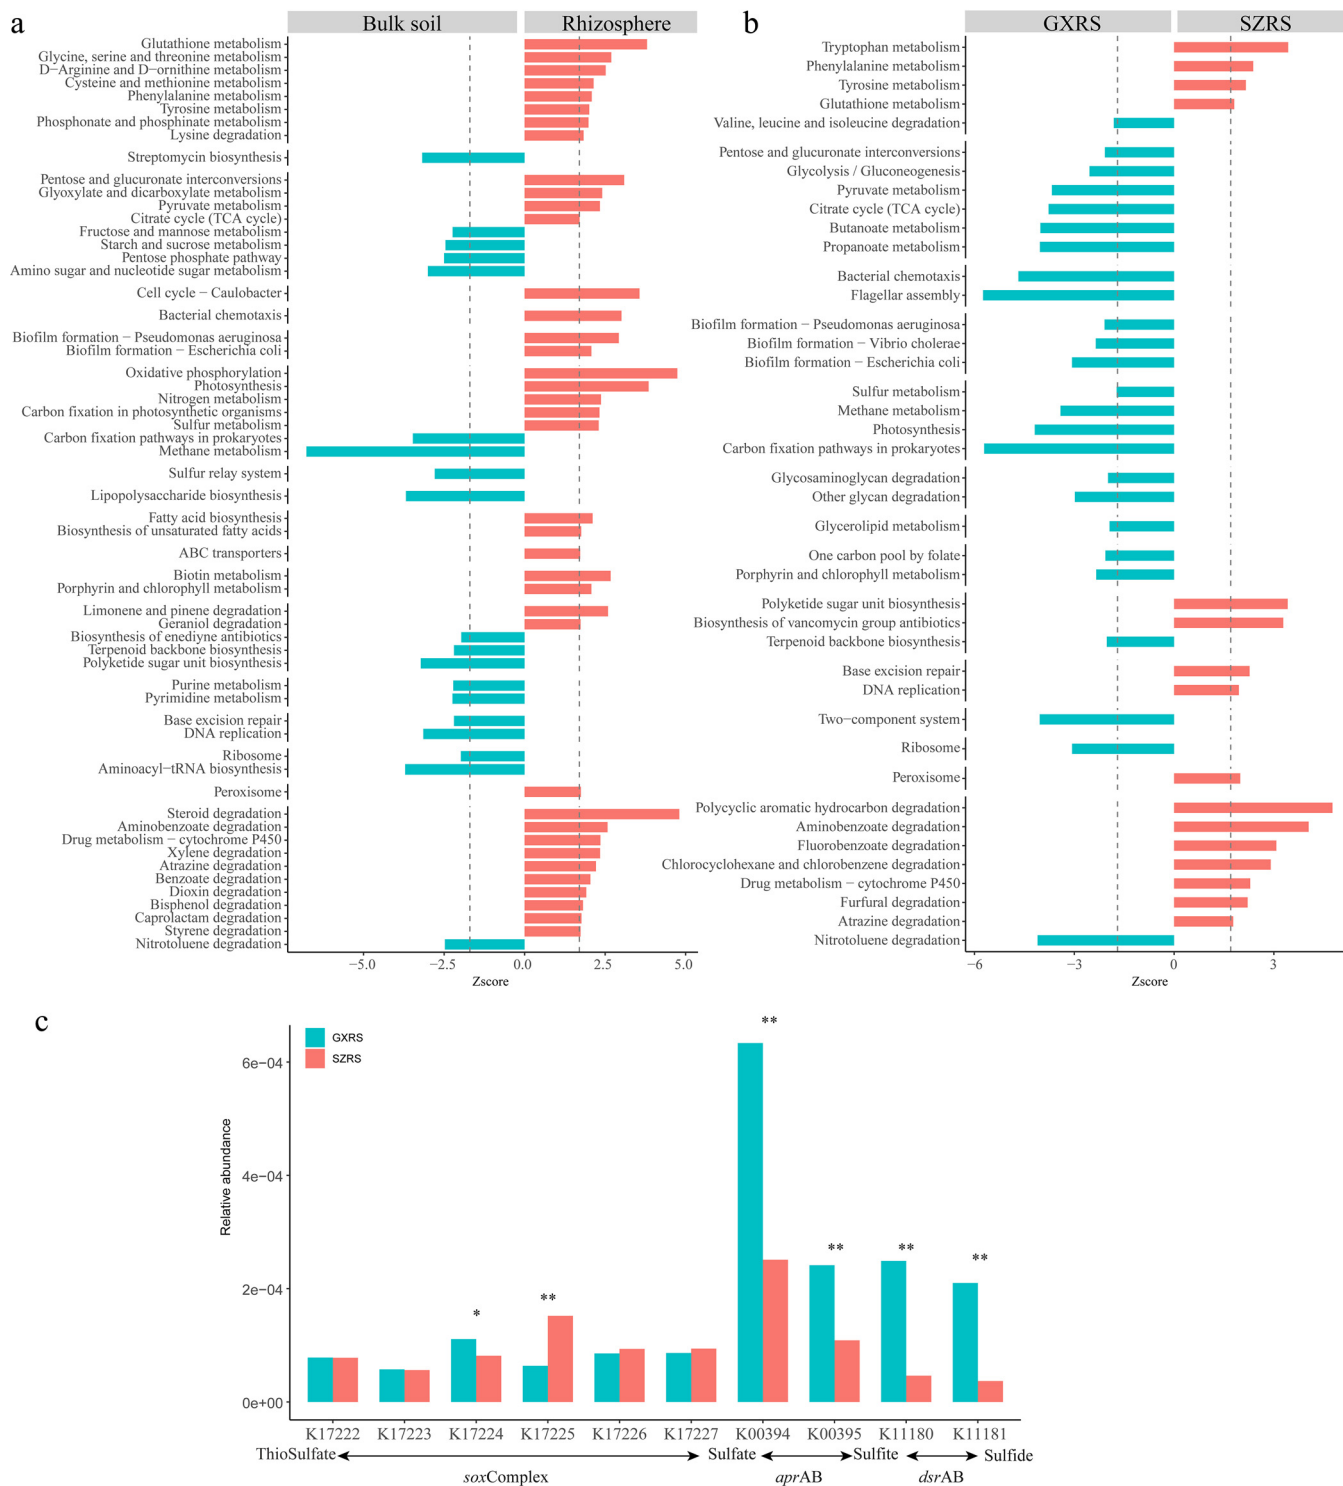 a
Bulk soil
Rhizosphere
Glutathione metabolism
Glycine, serine and threonine metabolism
D−Arginine and D−ornithine metabolism
Cysteine and methionine metabolism
Phenylalanine metabolism
Tyrosine metabolism
Phosphonate and phosphinate metabolism
Lysine degradation
Streptomycin biosynthesis
Pentose and glucuronate interconversions
Glyoxylate and dicarboxylate metabolism
Pyruvate metabolism
Citrate cycle (TCA cycle)
Fructose and mannose metabolism
Starch and sucrose metabolism
Pentose phosphate pathway
Amino sugar and nucleotide sugar metabolism
Cell cycle − Caulobacter
Bacterial chemotaxis
Biofilm formation − Pseudomonas aeruginosa
Biofilm formation − Escherichia coli
Oxidative phosphorylation
Photosynthesis
Nitrogen metabolism
Carbon fixation in photosynthetic organisms
Sulfur metabolism
Carbon fixation pathways in prokaryotes
Methane metabolism
Sulfur relay system
Lipopolysaccharide biosynthesis
Fatty acid biosynthesis
Biosynthesis of unsaturated fatty acids
ABC transporters
Biotin metabolism
Porphyrin and chlorophyll metabolism
Limonene and pinene degradation
Geraniol degradation
Biosynthesis of enediyne antibiotics
Terpenoid backbone biosynthesis
Polyketide sugar unit biosynthesis
Purine metabolism
Pyrimidine metabolism
Base excision repair
DNA replication
Ribosome
Aminoacyl−tRNA biosynthesis
Peroxisome
Steroid degradation
Aminobenzoate degradation
Drug metabolism − cytochrome P450
Xylene degradation
Atrazine degradation
Benzoate degradation
Dioxin degradation
Bisphenol degradation
Caprolactam degradation
Styrene degradation
Nitrotoluene degradation
−5.0 −2.5 0.0 2.5 5.0
Zscore
b
GXRS
SZRS
Tryptophan metabolism
Phenylalanine metabolism
Tyrosine metabolism
Glutathione metabolism
Valine, leucine and isoleucine degradation
Pentose and glucuronate interconversions
Glycolysis / Gluconeogenesis
Pyruvate metabolism
Citrate cycle (TCA cycle)
Butanoate metabolism
Propanoate metabolism
Bacterial chemotaxis
Flagellar assembly
Biofilm formation − Pseudomonas aeruginosa
Biofilm formation − Vibrio cholerae
Biofilm formation − Escherichia coli
Sulfur metabolism
Methane metabolism
Photosynthesis
Carbon fixation pathways in prokaryotes
Glycosaminoglycan degradation
Other glycan degradation
Glycerolipid metabolism
One carbon pool by folate
Porphyrin and chlorophyll metabolism
Polyketide sugar unit biosynthesis
Biosynthesis of vancomycin group antibiotics
Terpenoid backbone biosynthesis
Base excision repair
DNA replication
Two−component system
Ribosome
Peroxisome
Polycyclic aromatic hydrocarbon degradation
Aminobenzoate degradation
Fluorobenzoate degradation
Chlorocyclohexane and chlorobenzene degradation
Drug metabolism − cytochrome P450
Furfural degradation
Atrazine degradation
Nitrotoluene degradation
−6 −3 0 3
Zscore
c
GXRS
SZRS
Relative abundance
6e−04
4e−04
2e−04
0e+00
* ** ** ** ** **
K17222 K17223 K17224 K17225 K17226 K17227 K00394 K00395 K11180 K11181
ThioSulfate Sulfate Sulfite Sulfide
soxComplex aprAB dsrAB